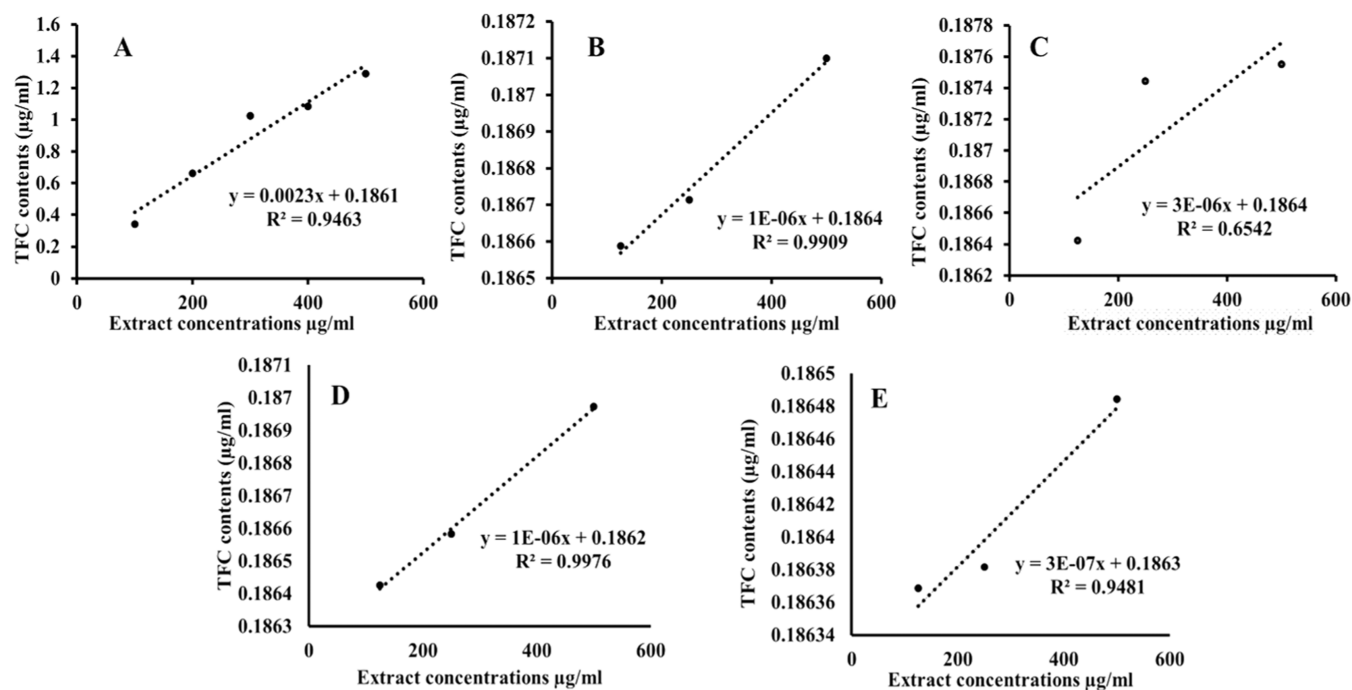 A
TFC contents (µg/ml)
1.6
1.4
1.2
1
0.8
0.6
0.4
0.2
0
y = 0.0023x + 0.1861
R² = 0.9463
0 200 400 600
Extract concentrations µg/ml
B
TFC contents (µg/ml)
0.1872
0.1871
0.187
0.1869
0.1868
0.1867
0.1866
0.1865
y = 1E-06x + 0.1864
R² = 0.9909
0 200 400 600
Extract concentrations µg/ml
C
TFC contents (µg/ml)
0.1878
0.1876
0.1874
0.1872
0.187
0.1868
0.1866
0.1864
0.1862
y = 3E-06x + 0.1864
R² = 0.6542
0 200 400 600
Extract concentrations µg/ml
D
TFC contents (µg/ml)
0.1871
0.187
0.1869
0.1868
0.1867
0.1866
0.1865
0.1864
0.1863
y = 1E-06x + 0.1862
R² = 0.9976
0 200 400 600
Extract concentrations µg/ml
E
TFC contents (µg/ml)
0.1865
0.18648
0.18646
0.18644
0.18642
0.1864
0.18638
0.18636
0.18634
y = 3E-07x + 0.1863
R² = 0.9481
0 200 400 600
Extract concentrations µg/ml